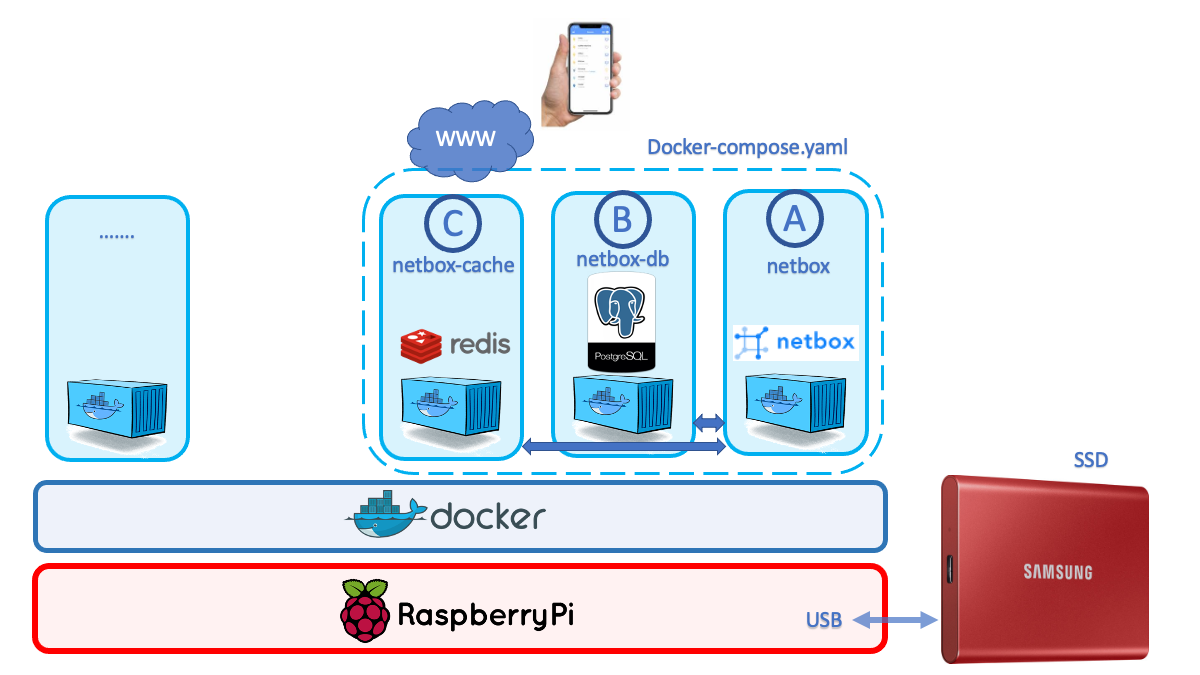 WWW
Docker-compose.yaml
.......
C
netbox-cache
redis
B
netbox-db
PostgreSQL
A
netbox
netbox
docker
RaspberryPi
USB
SSD
SAMSUNG